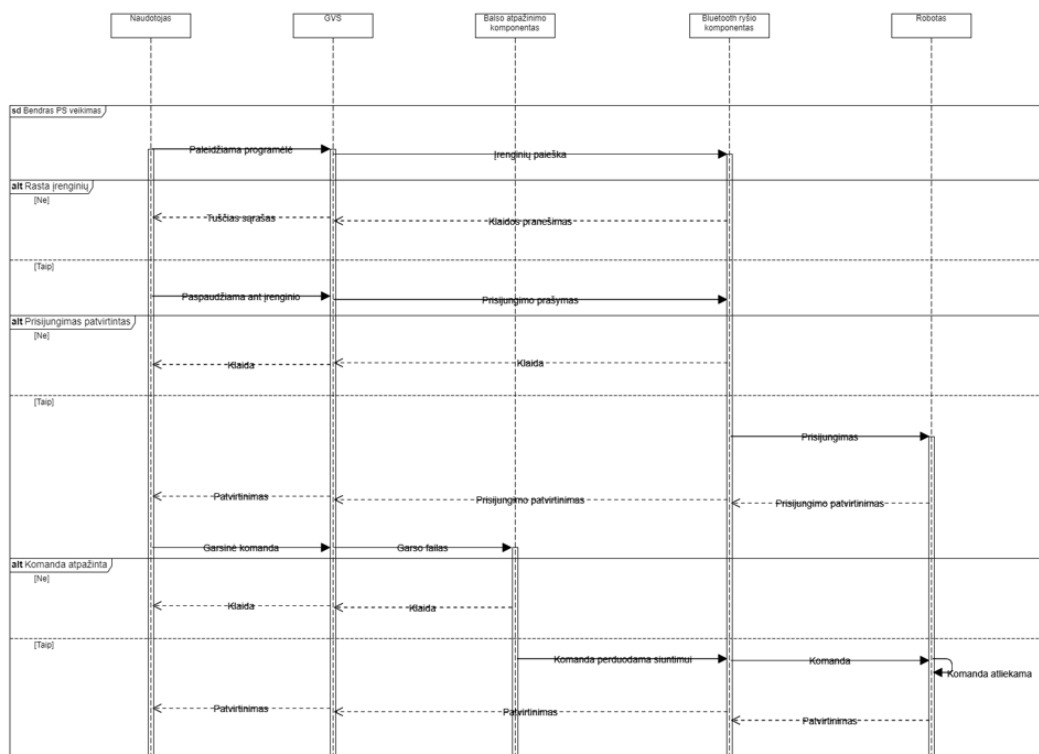 Naudotojas
GVS
Balso atpažinimo
komponentas
Bluetooth ryšio
komponentas
Robotas
sd Bendras PS veikimas
Paleidžiama programėlė
Įrenginių paieška
alt Rasta įrenginių
[Ne]
Tuščias sąrašas
Klaidos pranešimas
[Taip]
Paspaudžiama ant įrenginio
Prisijungimo prašymas
alt Prisijungimas patvirtintas
[Ne]
Klaida
Klaida
[Taip]
Prisijungimas
Patvirtinimas
Prisijungimo patvirtinimas
Prisijungimo patvirtinimas
Garsinė komanda
Garso failas
alt Komanda atpažinta
[Ne]
Klaida
Klaida
[Taip]
Komanda perduodama siuntimui
Komanda
Komanda atliekama
Patvirtinimas
Patvirtinimas
Patvirtinimas